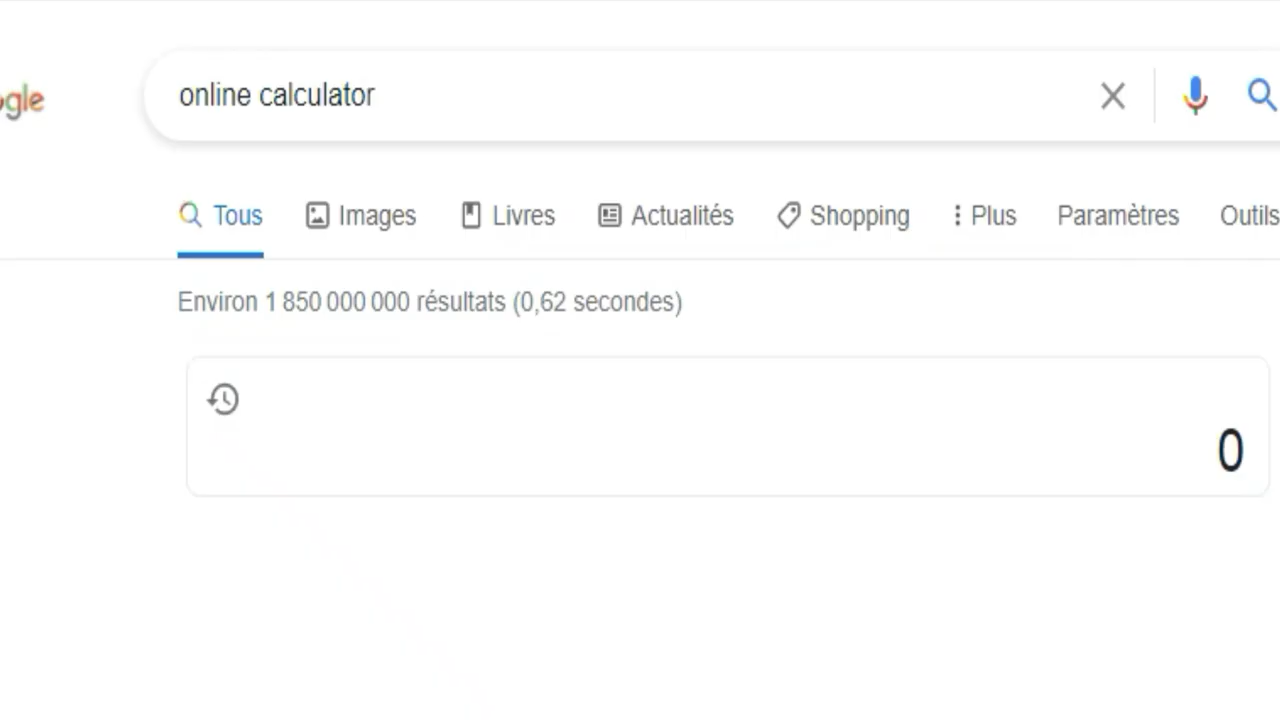 ogle
online calculator
Tous Images Livres Actualités Shopping Plus Paramètres Outils
Environ 1 850 000 000 résultats (0,62 secondes)
0